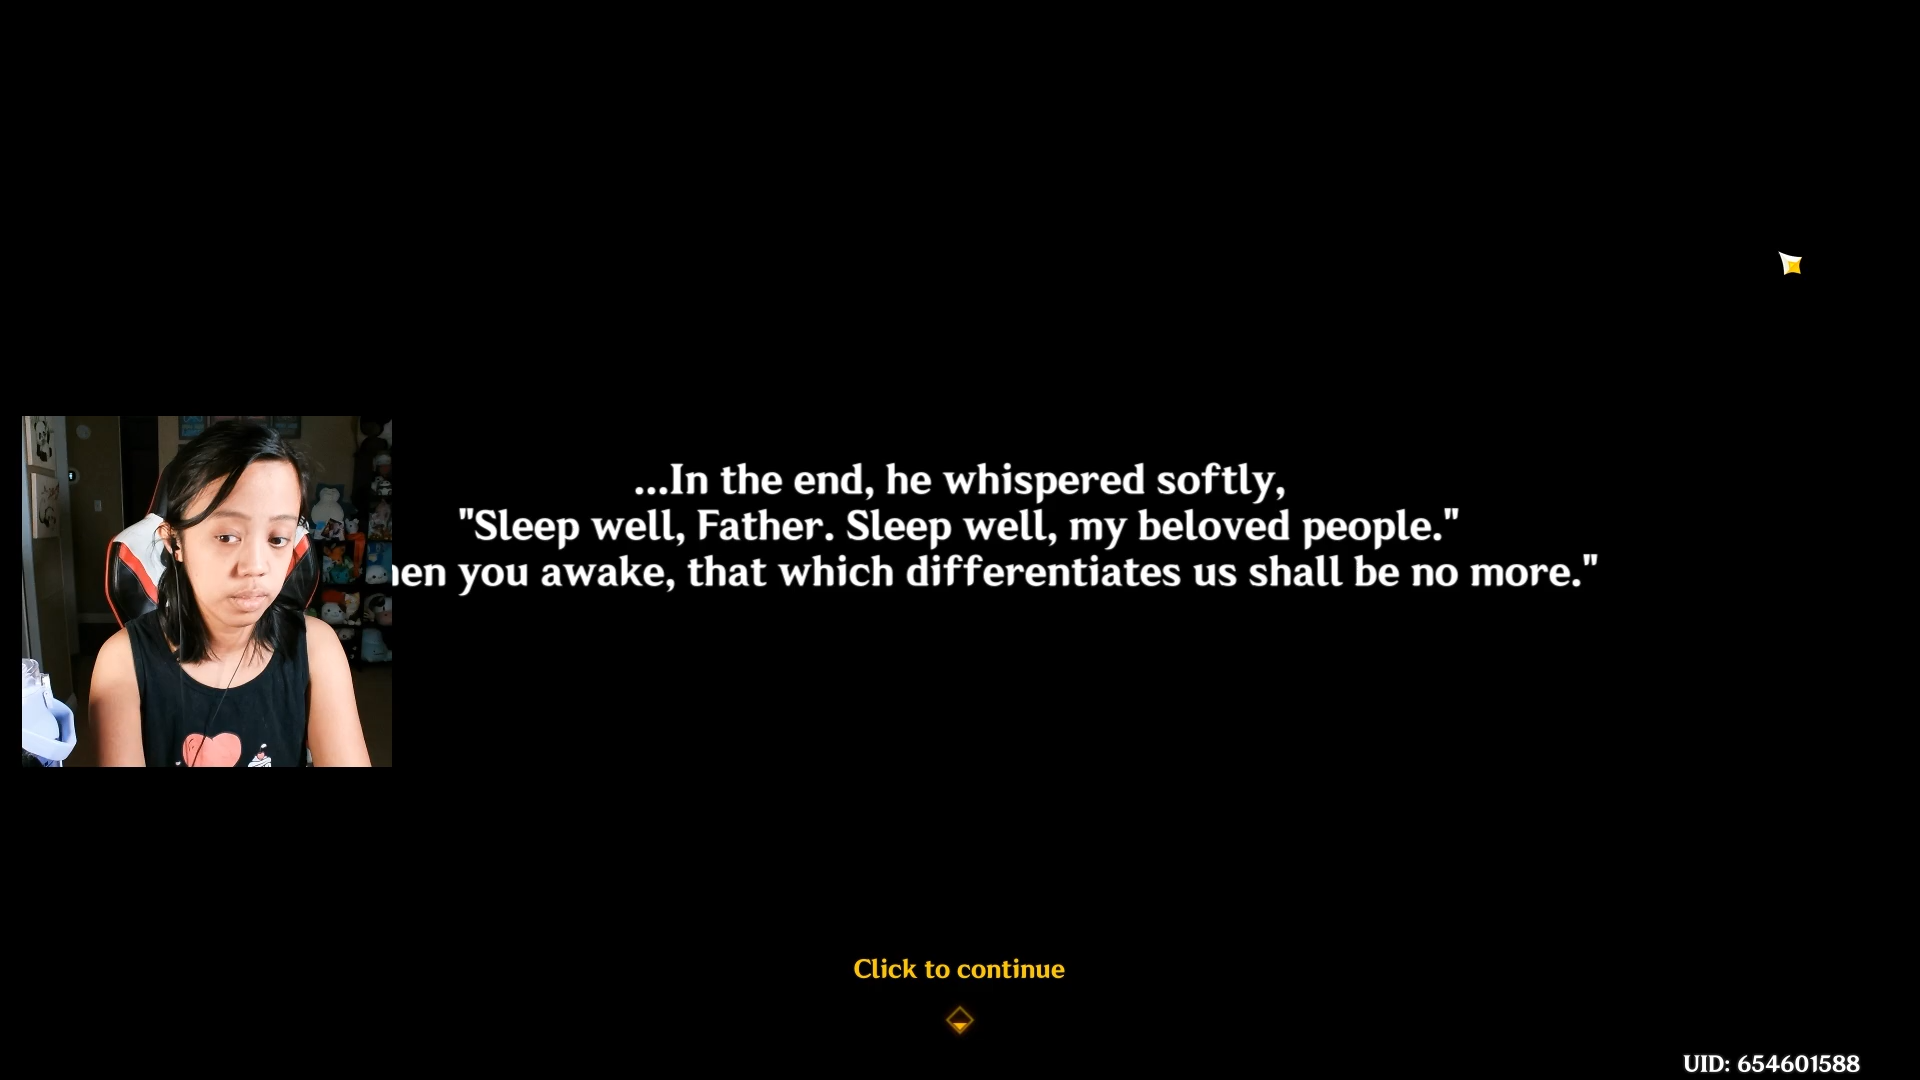 ...In the end, he whispered softly,
"Sleep well, Father. Sleep well, my beloved people."
you awake, that which differentiates us shall be no more."
Click to continue
UID: 654601588